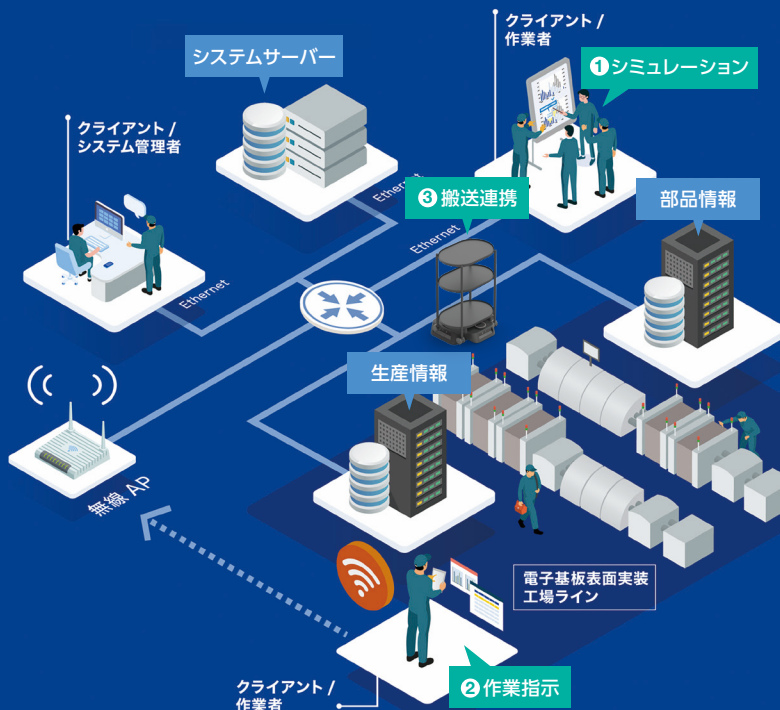 クライアント /
作業者
システムサーバー
❶シミュレーション
クライアント /
システム管理者
Ethernet
❸搬送連携
部品情報
Ethernet
Ethernet
生産情報
無線 AP
電子基板表面実装
工場ライン
❷作業指示
クライアント /
作業者